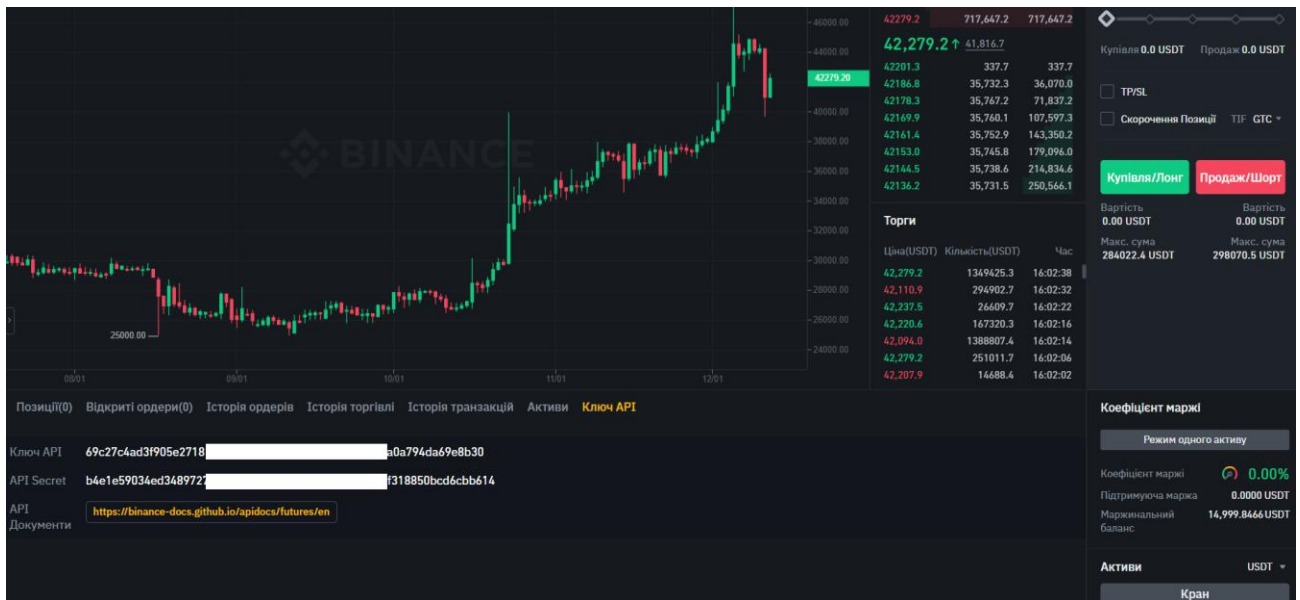 46000.00
44000.00
42279.20
40000.00
38000.00
36000.00
34000.00
32000.00
30000.00
28000.00
26000.00
24000.00
BINANCE
25000.00
08/01 09/01 10/01 11/01 12/01
42279.2 717,647.2 717,647.2
42,279.2↑ 41,816.7
42201.3 337.7 337.7
42186.8 35,732.3 36,070.0
42178.3 35,767.2 71,837.2
42169.9 35,760.1 107,597.3
42161.4 35,752.9 143,350.2
42153.0 35,745.8 179,096.0
42144.5 35,738.6 214,834.6
42136.2 35,731.5 250,566.1
Торги
Ціна(USDT) Кількість(USDT) Час
42,279.2 1349425.3 16:02:38
42,110.9 294902.7 16:02:32
42,237.5 26609.7 16:02:22
42,220.6 167320.3 16:02:16
42,094.0 1388807.4 16:02:14
42,279.2 251011.7 16:02:06
42,207.9 14688.4 16:02:02
Купівля 0.0 USDT Продаж 0.0 USDT
TP/SL
Скорочення Позиції TIF GTC
Купівля/Лонг Продаж/Шорт
Вартість Вартість
0.00 USDT 0.00 USDT
Макс. сума Макс. сума
284022.4 USDT 298070.5 USDT
Позиції(0) Відкриті ордери(0) Історія ордерів Історія торгівлі Історія транзакцій Активи Ключ API
Ключ API 69c27c4ad3f905e2718 a0a794da69e8b30
API Secret b4e1e59034ed3489727 f318850bcd6cbb614
API
Документи
https://binance-docs.github.io/apidocs/futures/en
Коефіцієнт маржі
Режим одного активу
Коефіцієнт маржі 0.00%
Підтримуюча маржа 0.0000 USDT
Маржинальний
баланс
14,999.8466 USDT
Активи USDT
Кран